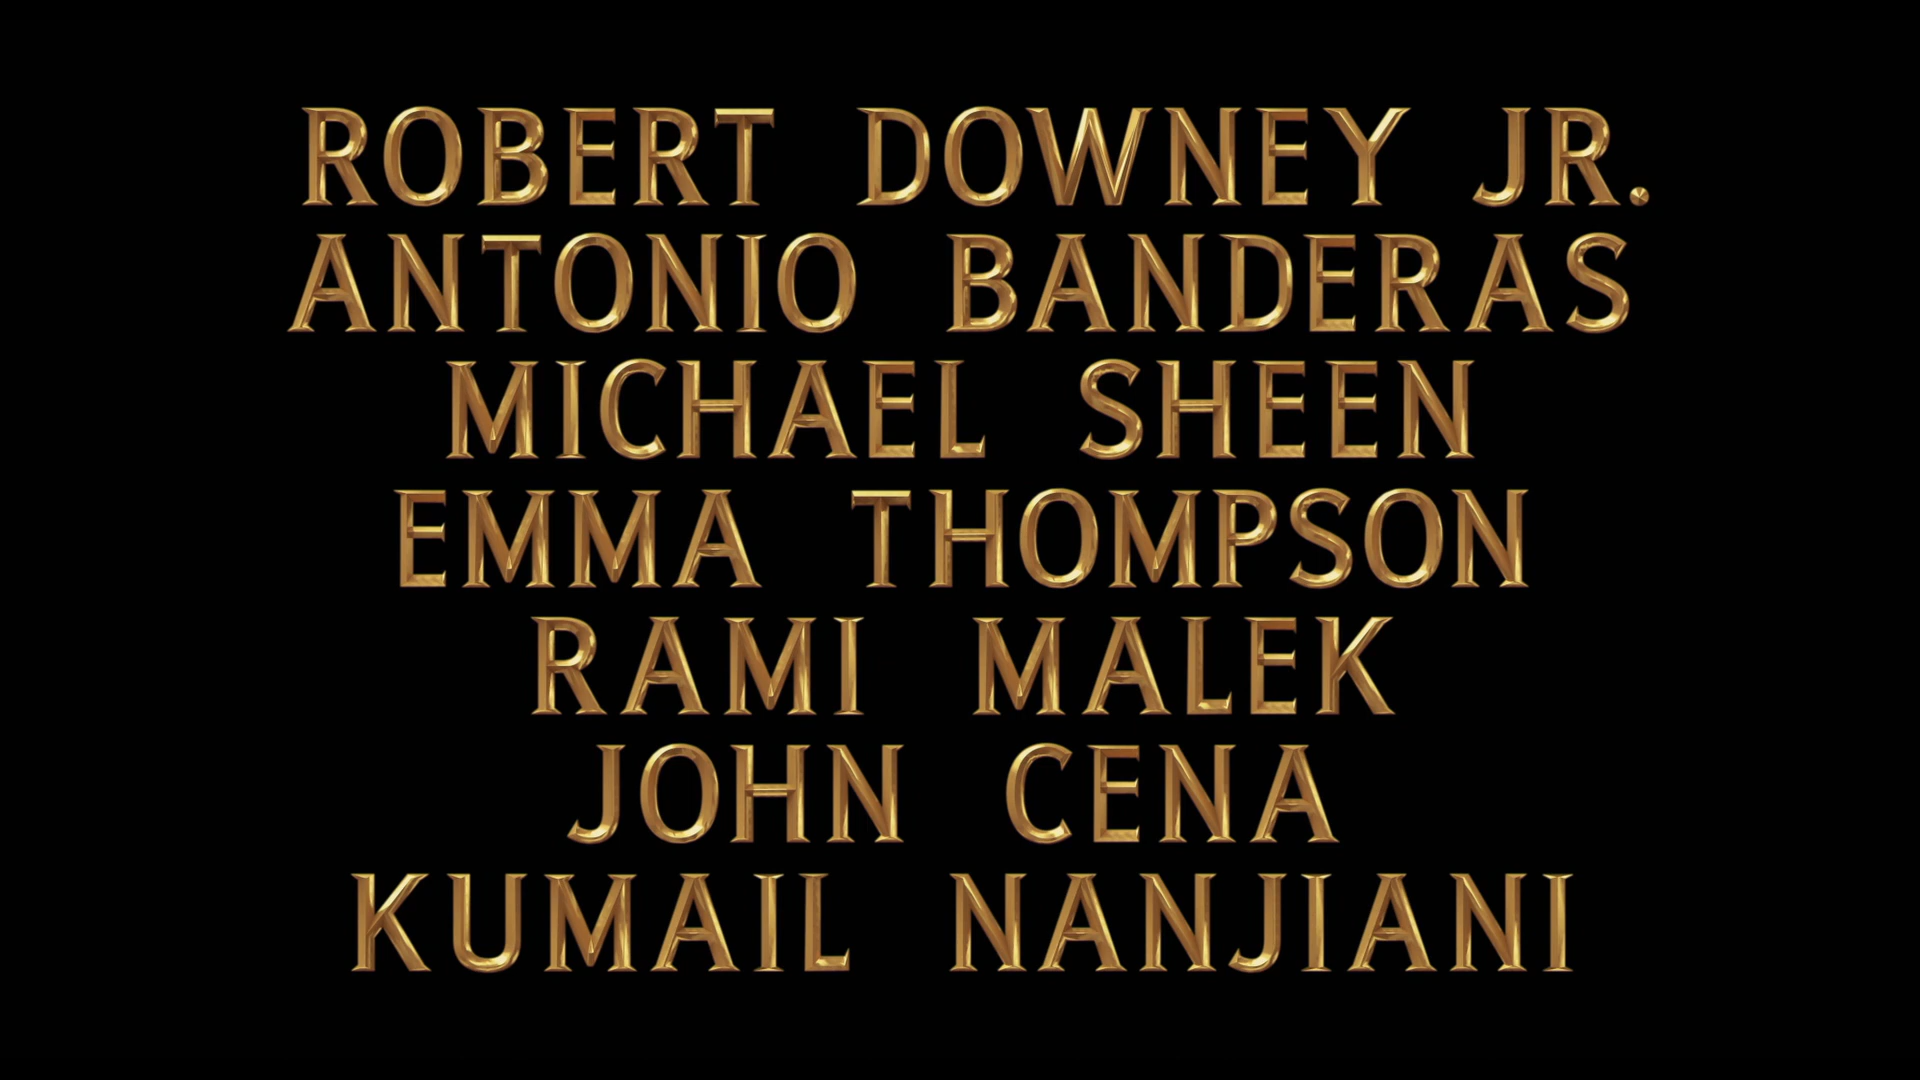 ROBERT DOWNEY JR.
ANTONIO BANDERAS
MICHAEL SHEEN
EMMA THOMPSON
RAMI MALEK
JOHN CENA
KUMAIL NANJIANI